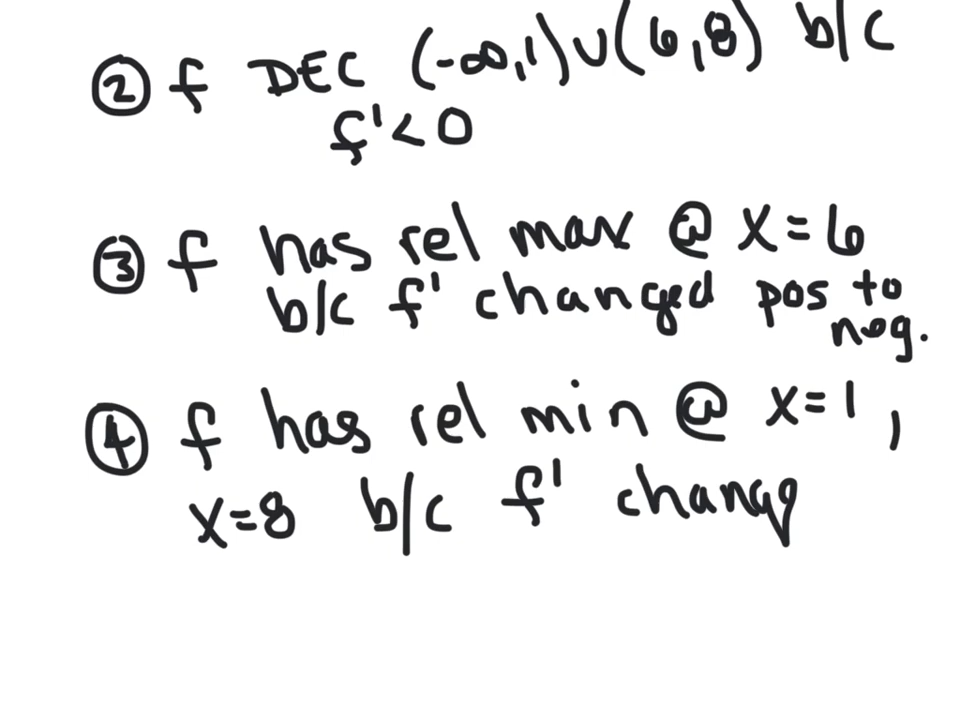 ② f DEC (-∞,1)∪(6,8) b/c
f'<0
③ f has rel max @ x=6
b/c f' changed pos to
neg.
④ f has rel min @ x=1,
x=8 b/c f' chang